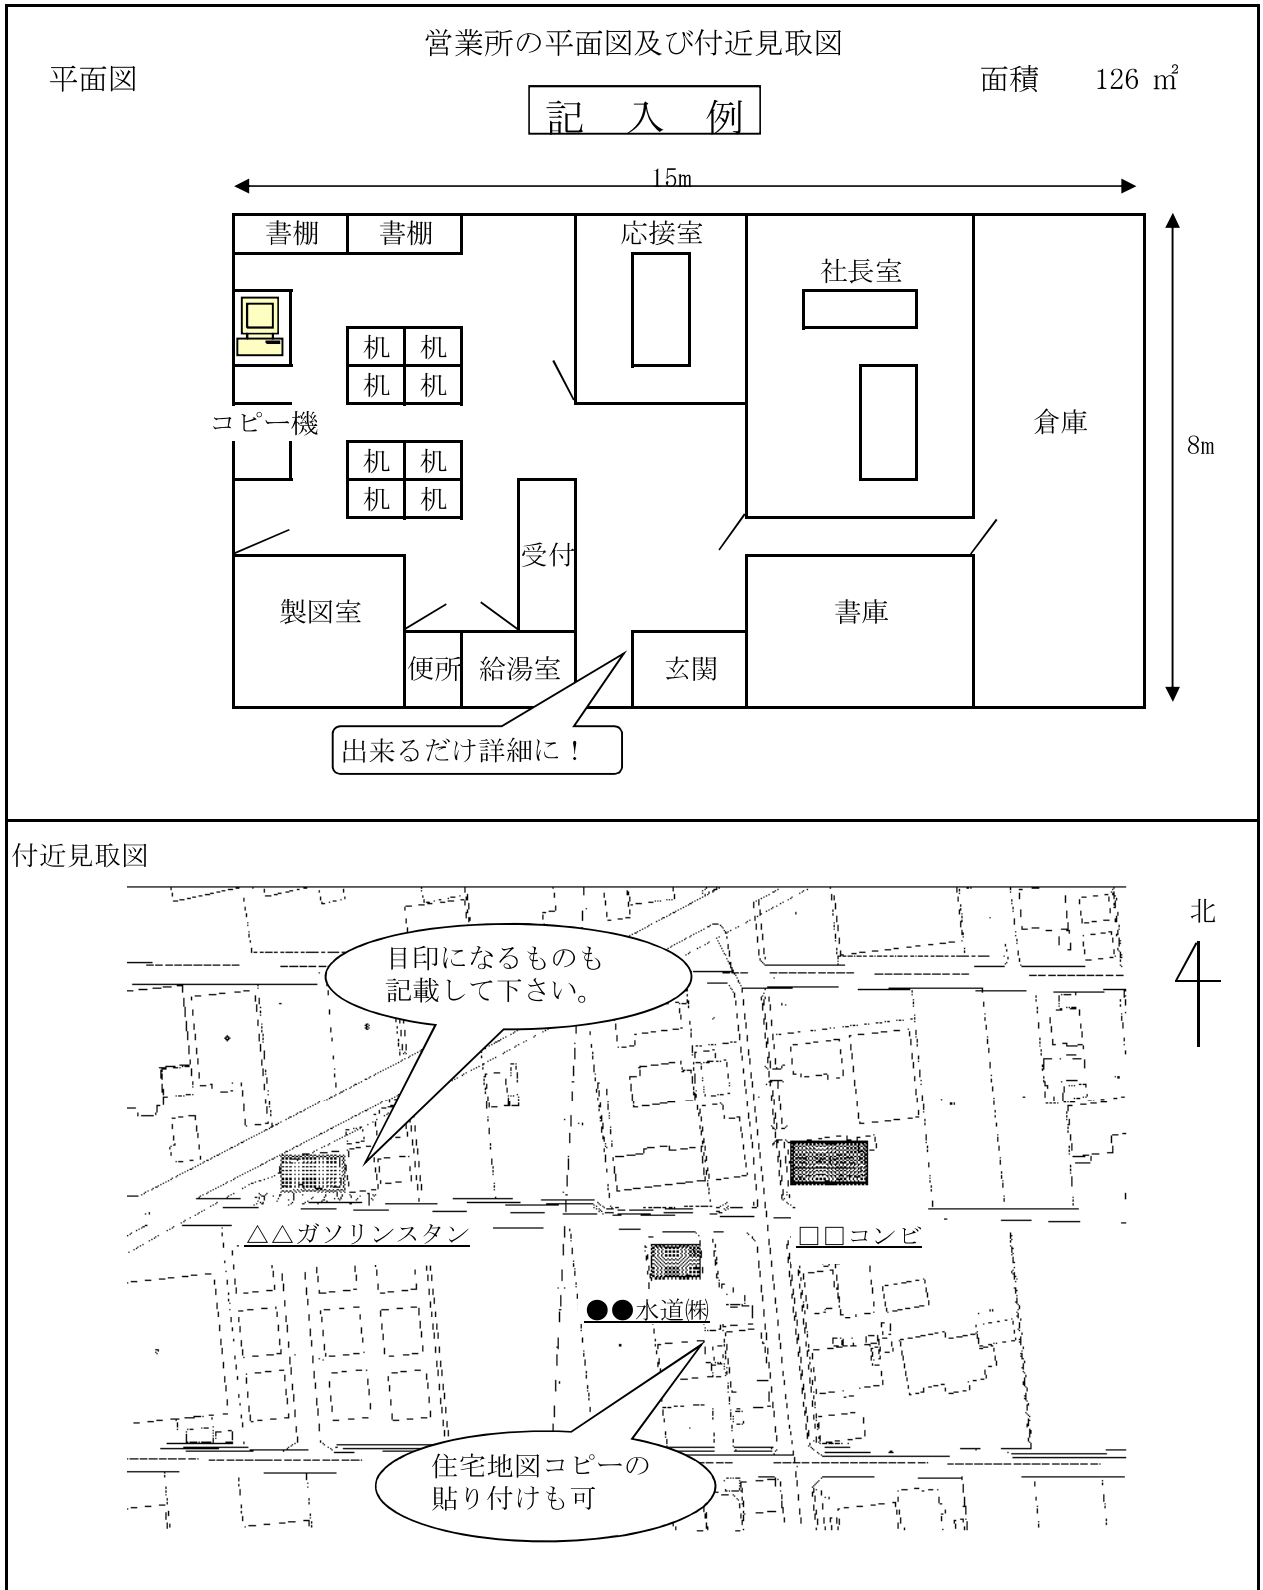 営業所の平面図及び付近見取図
平面図
面積 126 ㎡
記 入 例
15m
書棚 書棚
応接室
社長室
机 机
机 机
コピー機
倉庫
8m
机 机
机 机
受付
製図室
書庫
便所 給湯室
玄関
出来るだけ詳細に！
付近見取図
北
目印になるものも
記載して下さい。
△△ガソリンスタン
□□コンビ
●●水道㈱
住宅地図コピーの
貼り付けも可